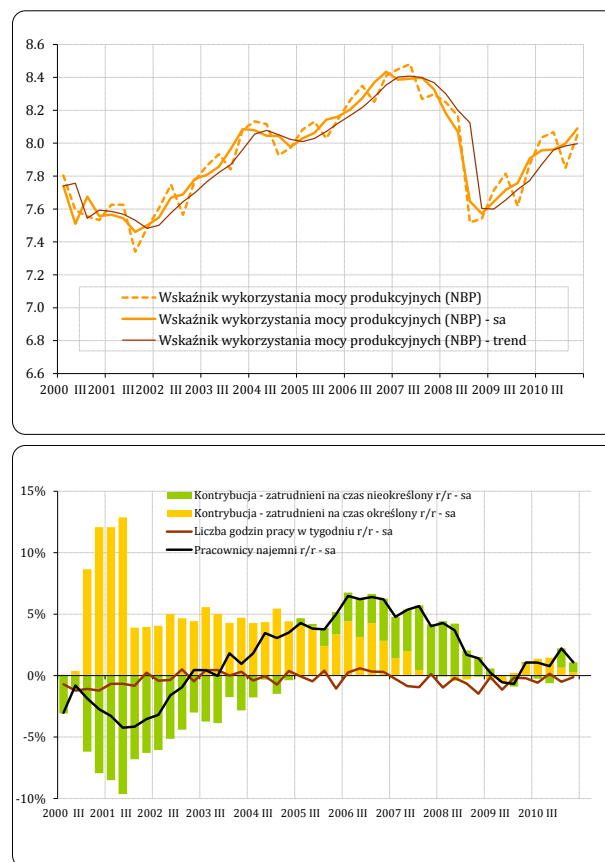 8.6
8.4
8.2
8.0
7.8
7.6
7.4
7.2
7.0
6.8
6.6
Wskaźnik wykorzystania mocy produkcyjnych (NBP)
Wskaźnik wykorzystania mocy produkcyjnych (NBP) - sa
Wskaźnik wykorzystania mocy produkcyjnych (NBP) - trend
2000 III 2001 III 2002 III 2003 III 2004 III 2005 III 2006 III 2007 III 2008 III 2009 III 2010 III
15%
10%
5%
0%
-5%
-10%
Kontrybucja - zatrudnieni na czas nieokreślony r/r - sa
Kontrybucja - zatrudnieni na czas określony r/r - sa
Liczba godzin pracy w tygodniu r/r - sa
Pracownicy najemni r/r - sa
2000 III 2001 III 2002 III 2003 III 2004 III 2005 III 2006 III 2007 III 2008 III 2009 III 2010 III